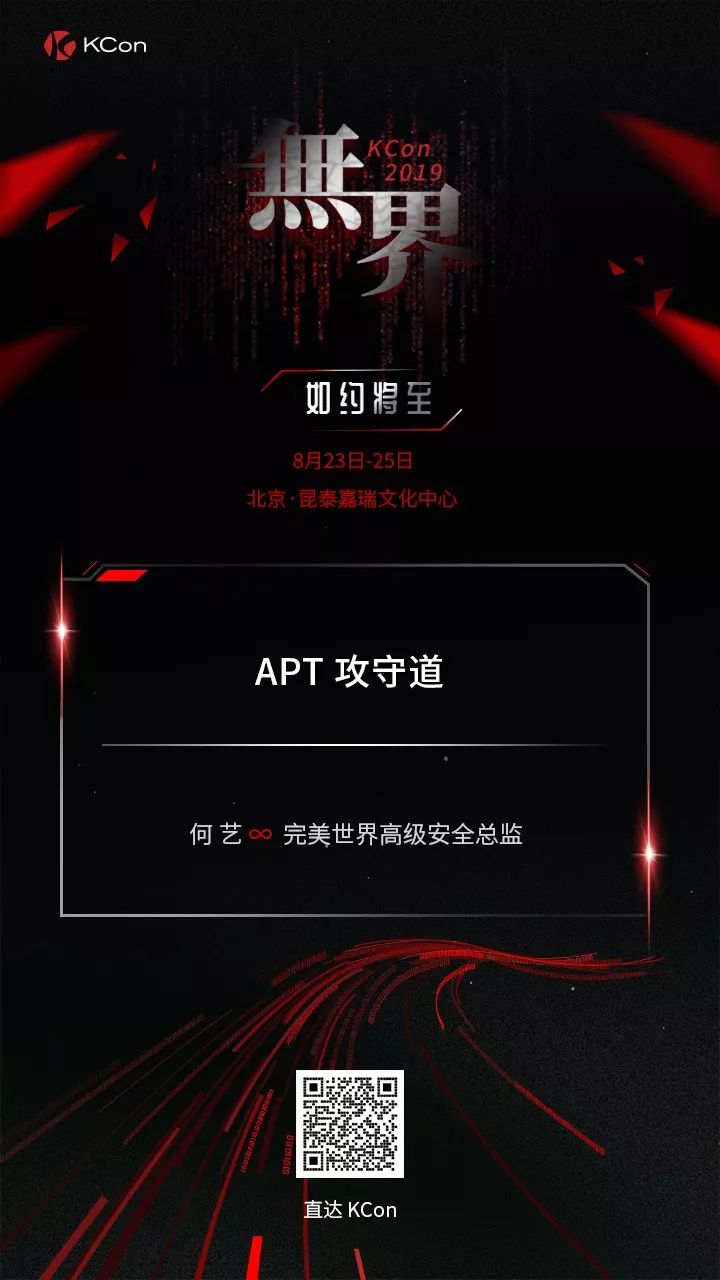 KCon
無界
KCon
2019
如约将至
8月23日-25日
北京·昆泰嘉瑞文化中心
APT 攻守道
何 艺 ∞ 完美世界高级安全总监
直达 KCon